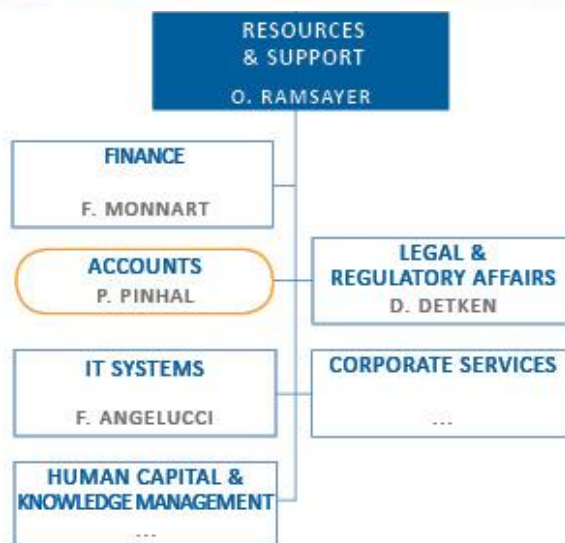 RESOURCES
& SUPPORT
O. RAMSAYER
FINANCE
F. MONNART
ACCOUNTS
P. PINHAL
LEGAL &
REGULATORY AFFAIRS
D. DETKEN
IT SYSTEMS
F. ANGELUCCI
CORPORATE SERVICES
...
HUMAN CAPITAL &
KNOWLEDGE MANAGEMENT
...